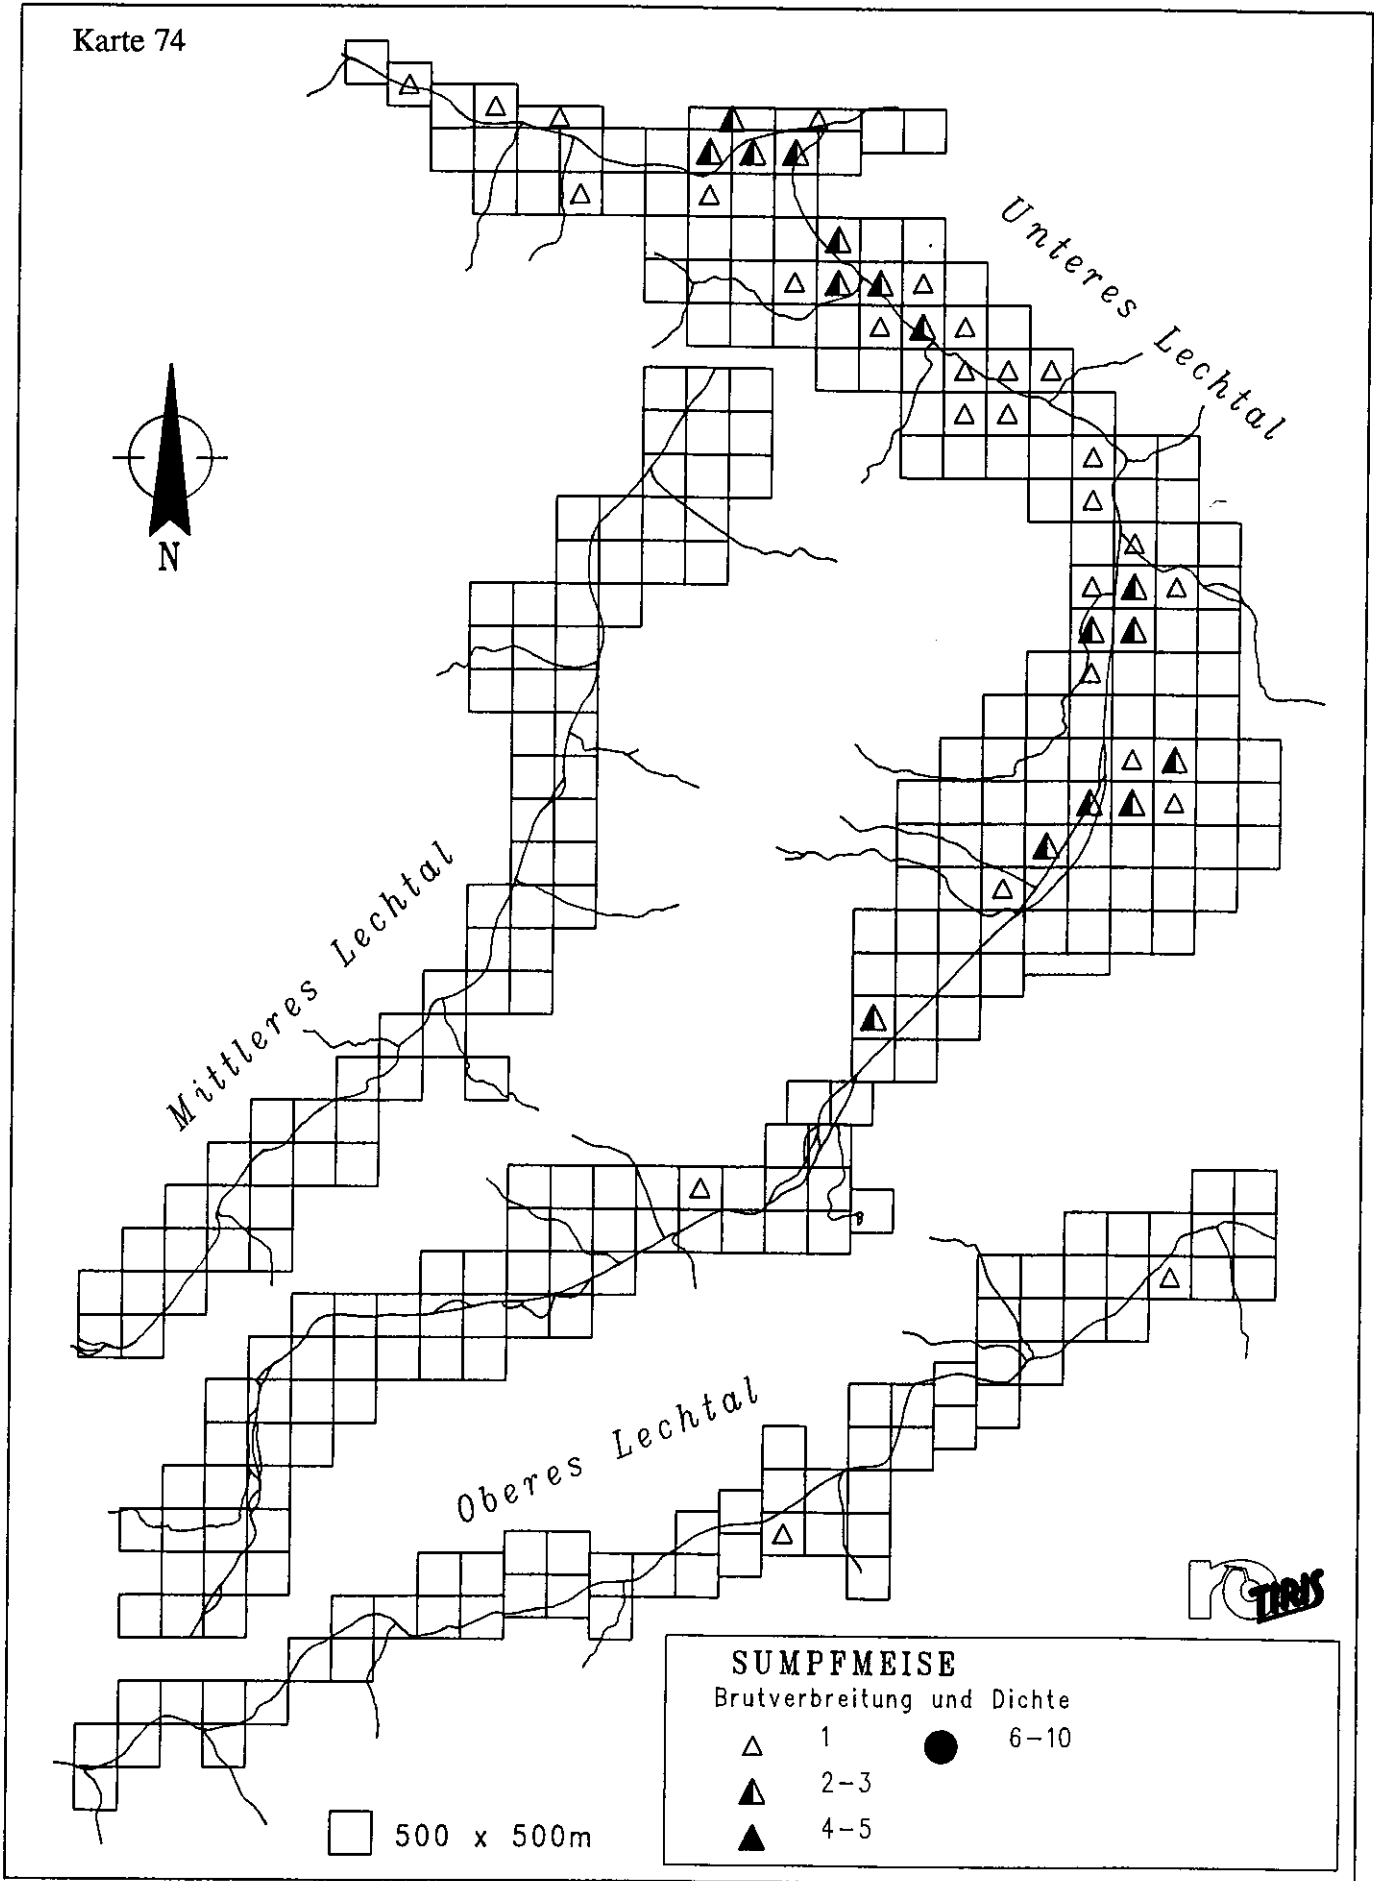 Karte 74
Unteres Lechtal
N
Mittleres Lechtal
Oberes Lechtal
TIRIS
SUMPFMEISE
Brutverbreitung und Dichte
1
6-10
2-3
4-5
500 x 500m